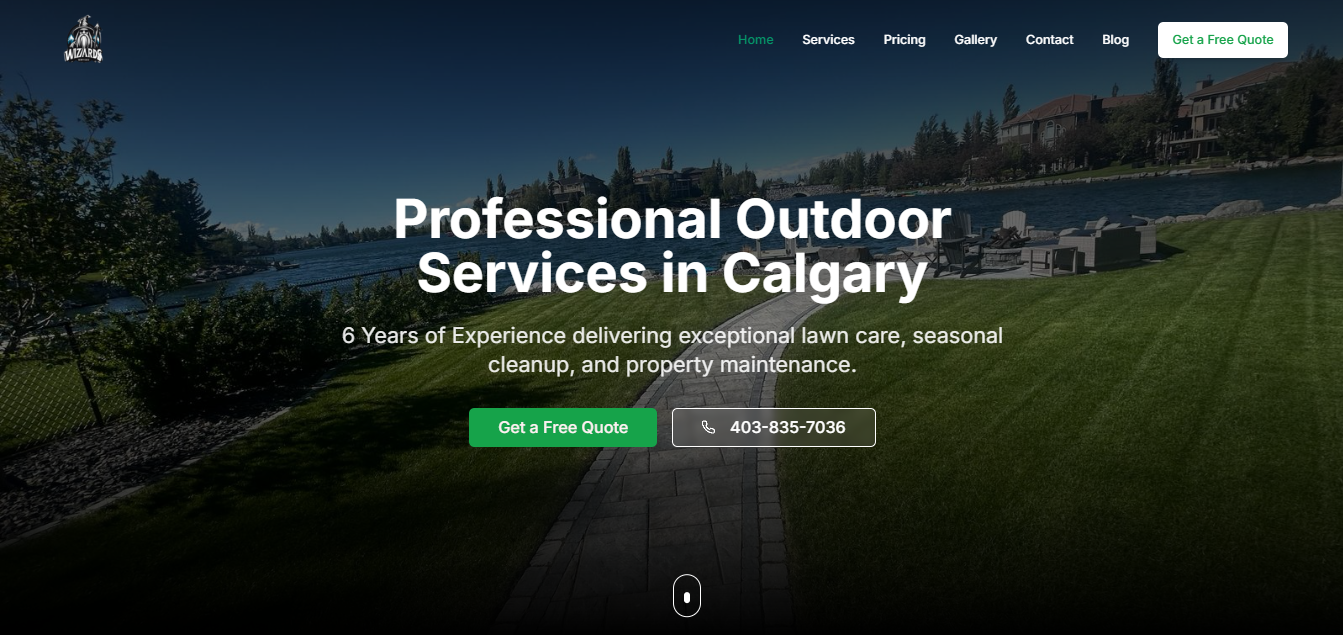 WIZARDS
Home
Services
Pricing
Gallery
Contact
Blog
Get a Free Quote
Professional Outdoor
Services in Calgary
6 Years of Experience delivering exceptional lawn care, seasonal
cleanup, and property maintenance.
Get a Free Quote
403-835-7036